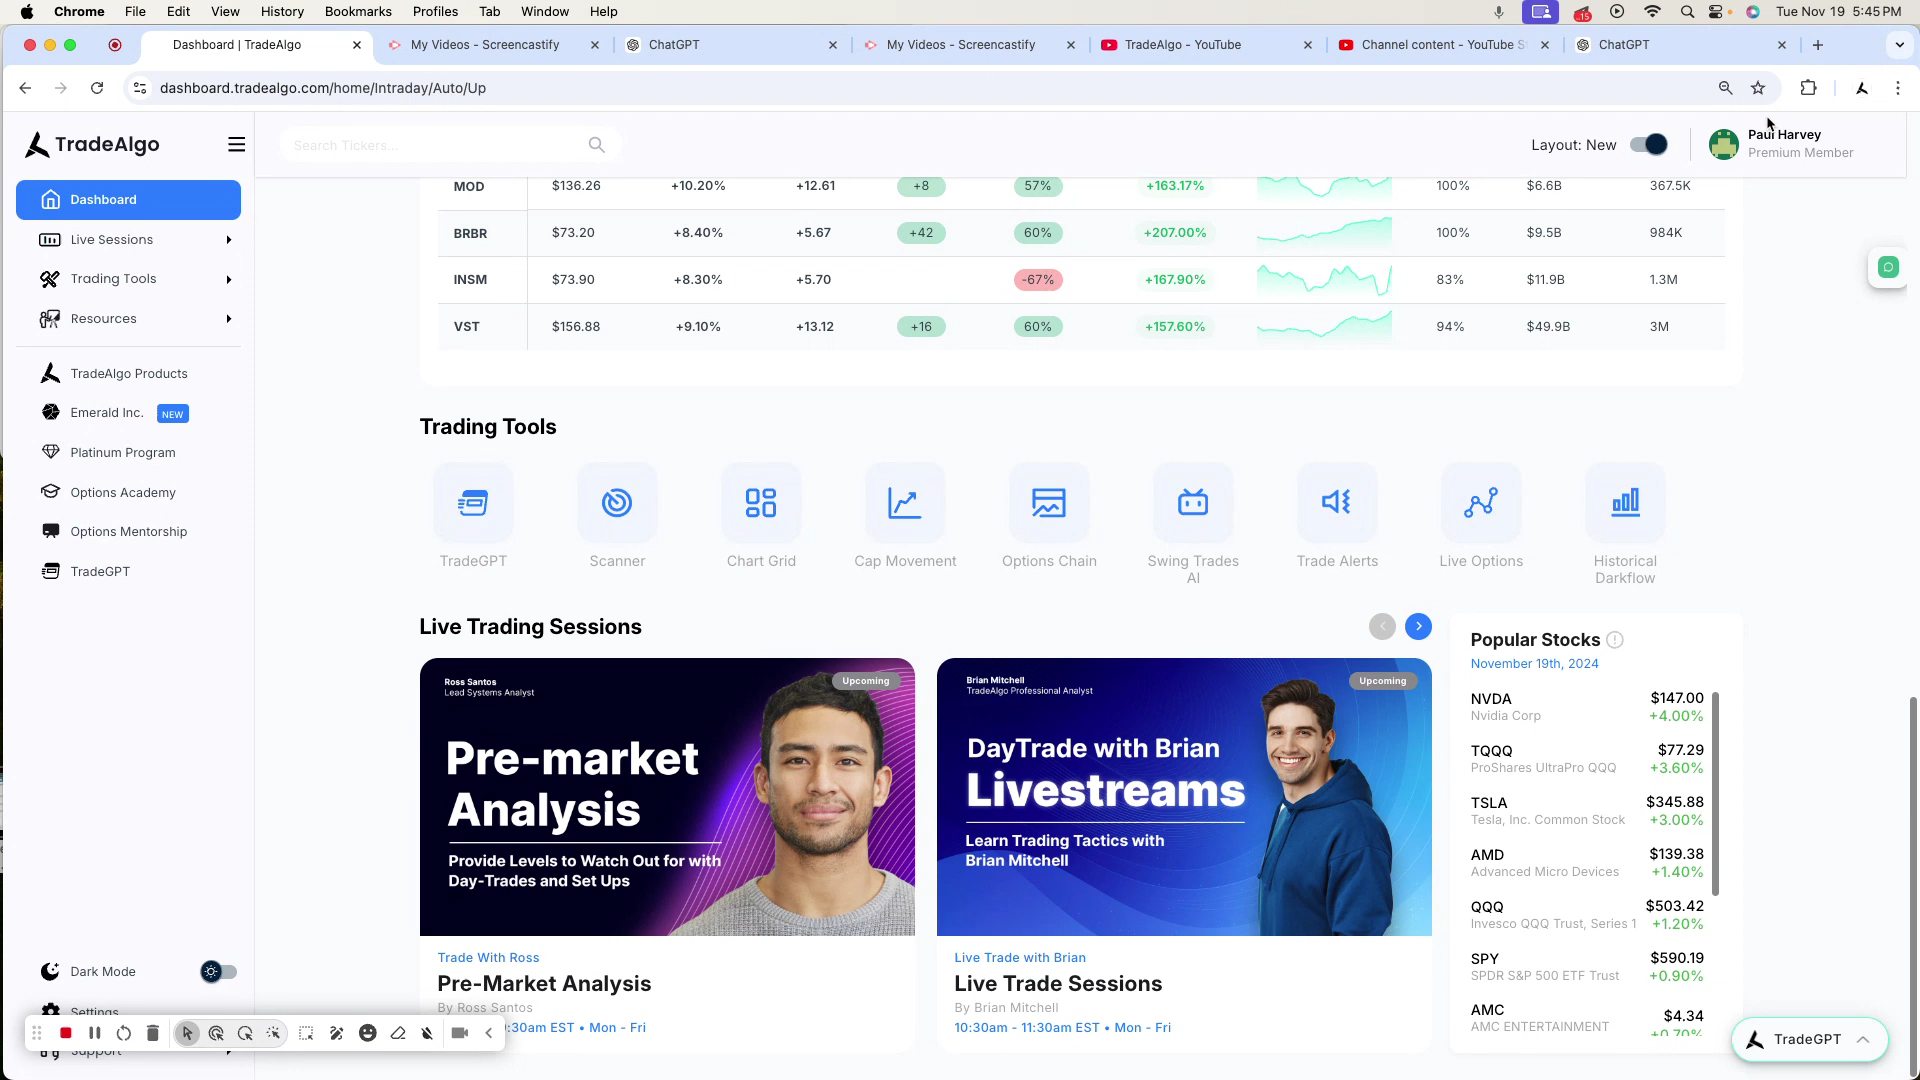 Chrome File Edit View History Bookmarks Profiles Tab Window Help
15
Tue Nov 19 5:45 PM
Dashboard | TradeAlgo
My Videos - Screencastify
ChatGPT
My Videos - Screencastify
TradeAlgo - YouTube
Channel content - YouTube S
ChatGPT
dashboard.tradealgo.com/home/Intraday/Auto/Up
TradeAlgo
Search Tickers...
Layout: New
Paul Harvey
Premium Member
Dashboard
Live Sessions
Trading Tools
Resources
TradeAlgo Products
Emerald Inc. NEW
Platinum Program
Options Academy
Options Mentorship
TradeGPT
Dark Mode
Settings
Support
MOD $136.26 +10.20% +12.61 +8 57% +163.17% 100% $6.6B 367.5K
BRBR $73.20 +8.40% +5.67 +42 60% +207.00% 100% $9.5B 984K
INSM $73.90 +8.30% +5.70 -67% +167.90% 83% $11.9B 1.3M
VST $156.88 +9.10% +13.12 +16 60% +157.60% 94% $49.9B 3M
Trading Tools
TradeGPT
Scanner
Chart Grid
Cap Movement
Options Chain
Swing Trades
AI
Trade Alerts
Live Options
Historical
Darkflow
Live Trading Sessions
Ross Santos
Lead Systems Analyst
Upcoming
Pre-market
Analysis
Provide Levels to Watch Out for with
Day-Trades and Set Ups
Trade With Ross
Pre-Market Analysis
By Ross Santos
:30am EST • Mon - Fri
Brian Mitchell
TradeAlgo Professional Analyst
Upcoming
DayTrade with Brian
Livestreams
Learn Trading Tactics with
Brian Mitchell
Live Trade with Brian
Live Trade Sessions
By Brian Mitchell
10:30am - 11:30am EST • Mon - Fri
Popular Stocks
November 19th, 2024
NVDA $147.00
Nvidia Corp +4.00%
TQQQ $77.29
ProShares UltraPro QQQ +3.60%
TSLA $345.88
Tesla, Inc. Common Stock +3.00%
AMD $139.38
Advanced Micro Devices +1.40%
QQQ $503.42
Invesco QQQ Trust, Series 1 +1.20%
SPY $590.19
SPDR S&P 500 ETF Trust +0.90%
AMC $4.34
AMC ENTERTAINMENT +0.70%
TradeGPT